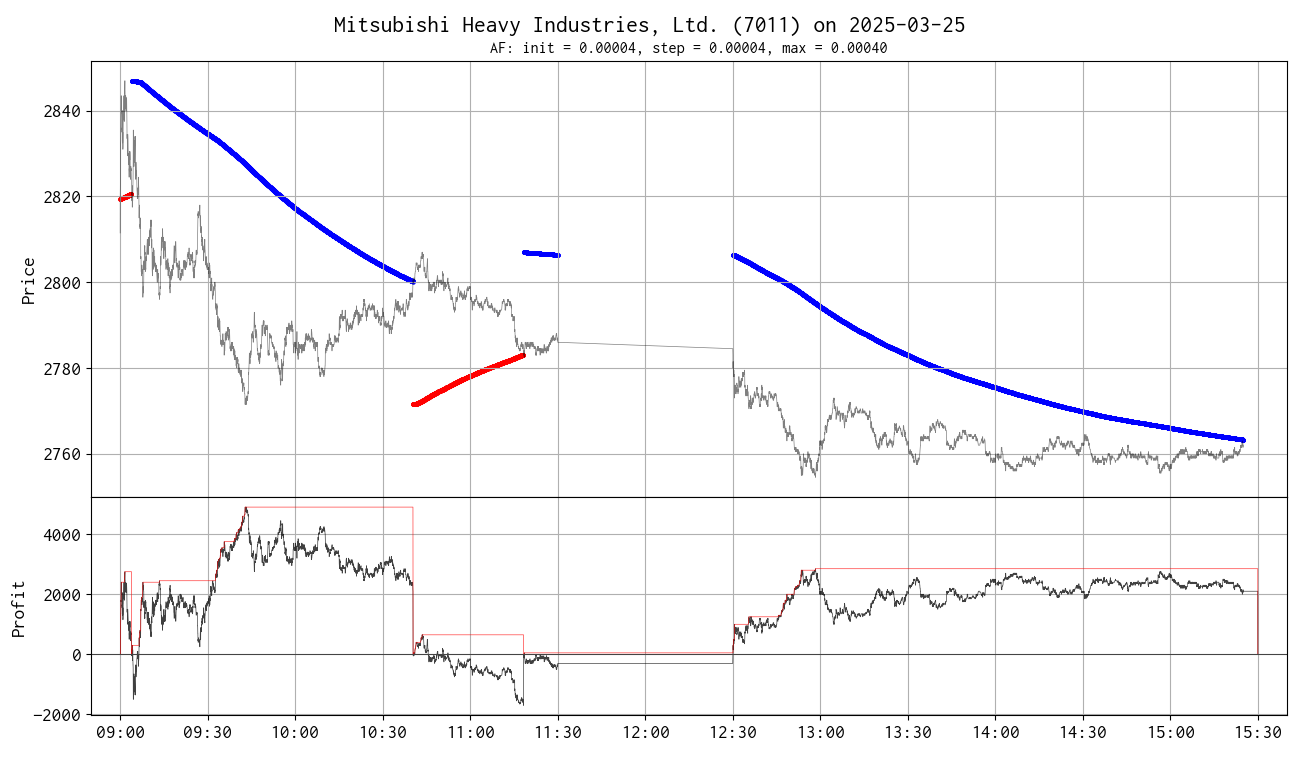 Mitsubishi Heavy Industries, Ltd. (7011) on 2025-03-25
AF: init = 0.00004, step = 0.00004, max = 0.00040
Price
2840
2820
2800
2780
2760
Profit
4000
2000
0
−2000
09:00 09:30 10:00 10:30 11:00 11:30 12:00 12:30 13:00 13:30 14:00 14:30 15:00 15:30